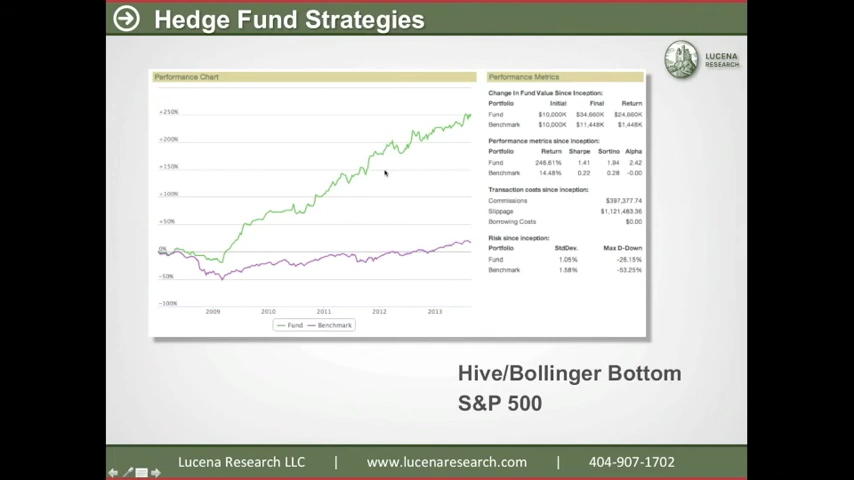 Hedge Fund Strategies
LUCENA
RESEARCH
Performance Chart
+250%
+200%
+150%
+100%
+50%
0%
-50%
-100%
2009 2010 2011 2012 2013
Fund Benchmark
Performance Metrics
Change In Fund Value Since Inception:
Portfolio Initial Final Return
Fund $10,000K $34,660K $24,660K
Benchmark $10,000K $11,448K $1,448K
Performance metrics since inception:
Portfolio Return Sharpe Sortino Alpha
Fund 246.61% 1.41 1.94 2.42
Benchmark 14.48% 0.22 0.28 -0.00
Transaction costs since inception:
Commissions $397,377.74
Slippage $1,121,483.36
Borrowing Costs $0.00
Risk since inception:
Portfolio StdDev. Max D-Down
Fund 1.05% -26.15%
Benchmark 1.58% -53.25%
Hive/Bollinger Bottom
S&P 500
Lucena Research LLC | www.lucenaresearch.com | 404-907-1702